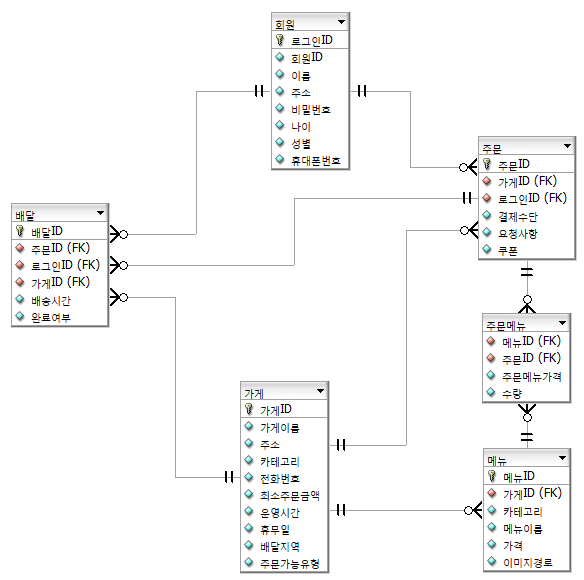 회원
로그인ID
회원ID
이름
주소
비밀번호
나이
성별
휴대폰번호
주문
주문ID
가게ID (FK)
로그인ID (FK)
결제수단
요청사항
쿠폰
배달
배달ID
주문ID (FK)
로그인ID (FK)
가게ID (FK)
배송시간
완료여부
주문메뉴
메뉴ID (FK)
주문ID (FK)
주문메뉴가격
수량
가게
가게ID
가게이름
주소
카테고리
전화번호
최소주문금액
운영시간
휴무일
배달지역
주문가능유형
메뉴
메뉴ID
가게ID (FK)
카테고리
메뉴이름
가격
이미지경로